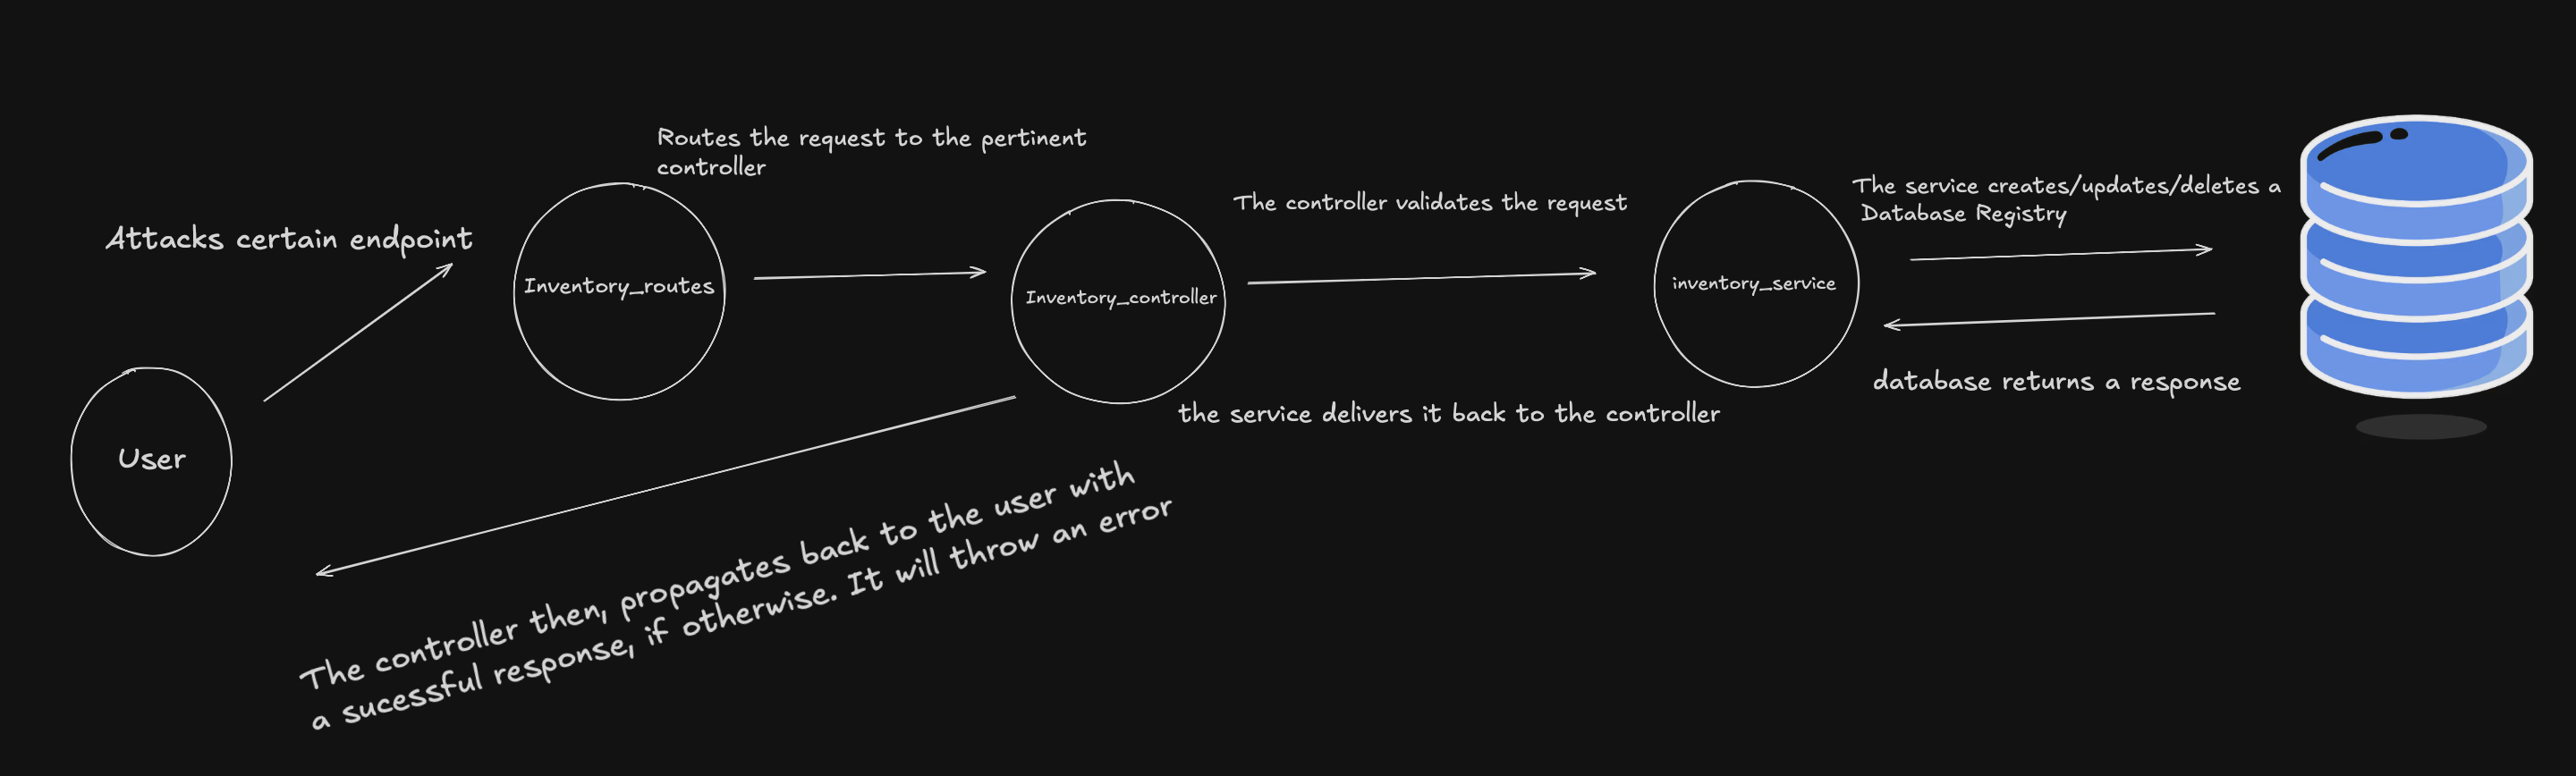 Routes the request to the pertinent
controller
The controller validates the request
The service creates/updates/deletes a
Database Registry
Attacks certain endpoint
Inventory_routes
Inventory_controller
inventory_service
database returns a response
the service delivers it back to the controller
User
The controller then, propagates back to the user with
a sucessful response, if otherwise. It will throw an error